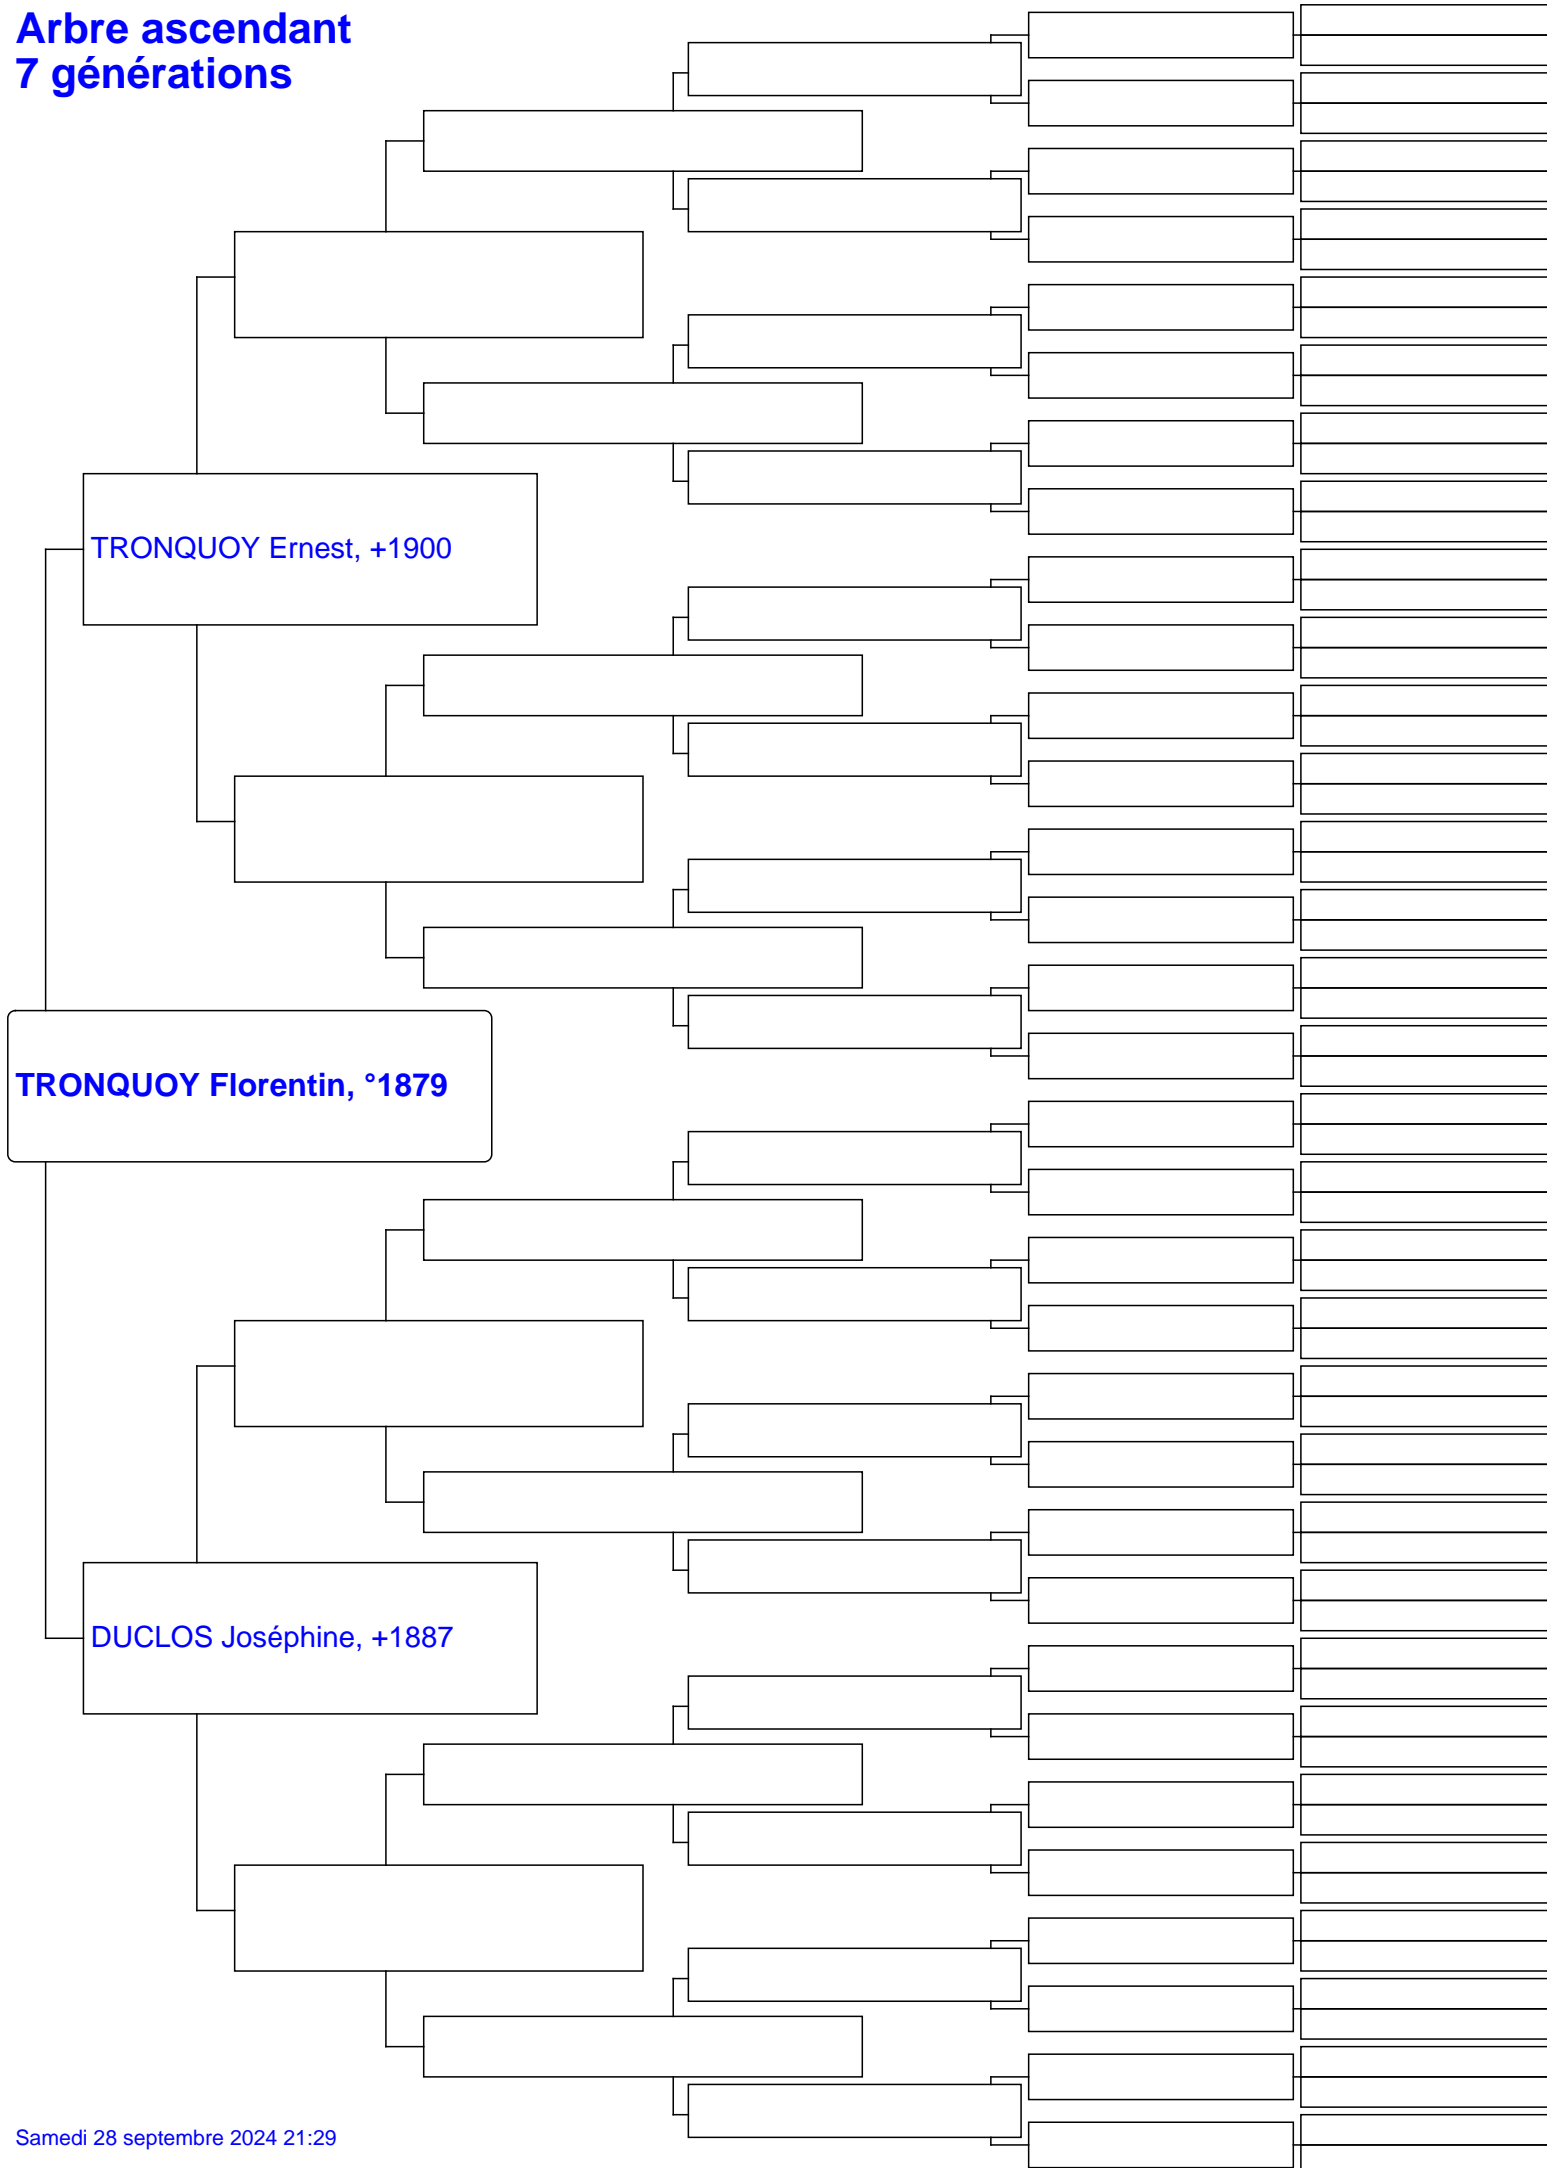 Arbre ascendant
7 générations
TRONQUOY Ernest, +1900
TRONQUOY Florentin, °1879
DUCLOS Joséphine, +1887
Samedi 28 septembre 2024 21:29